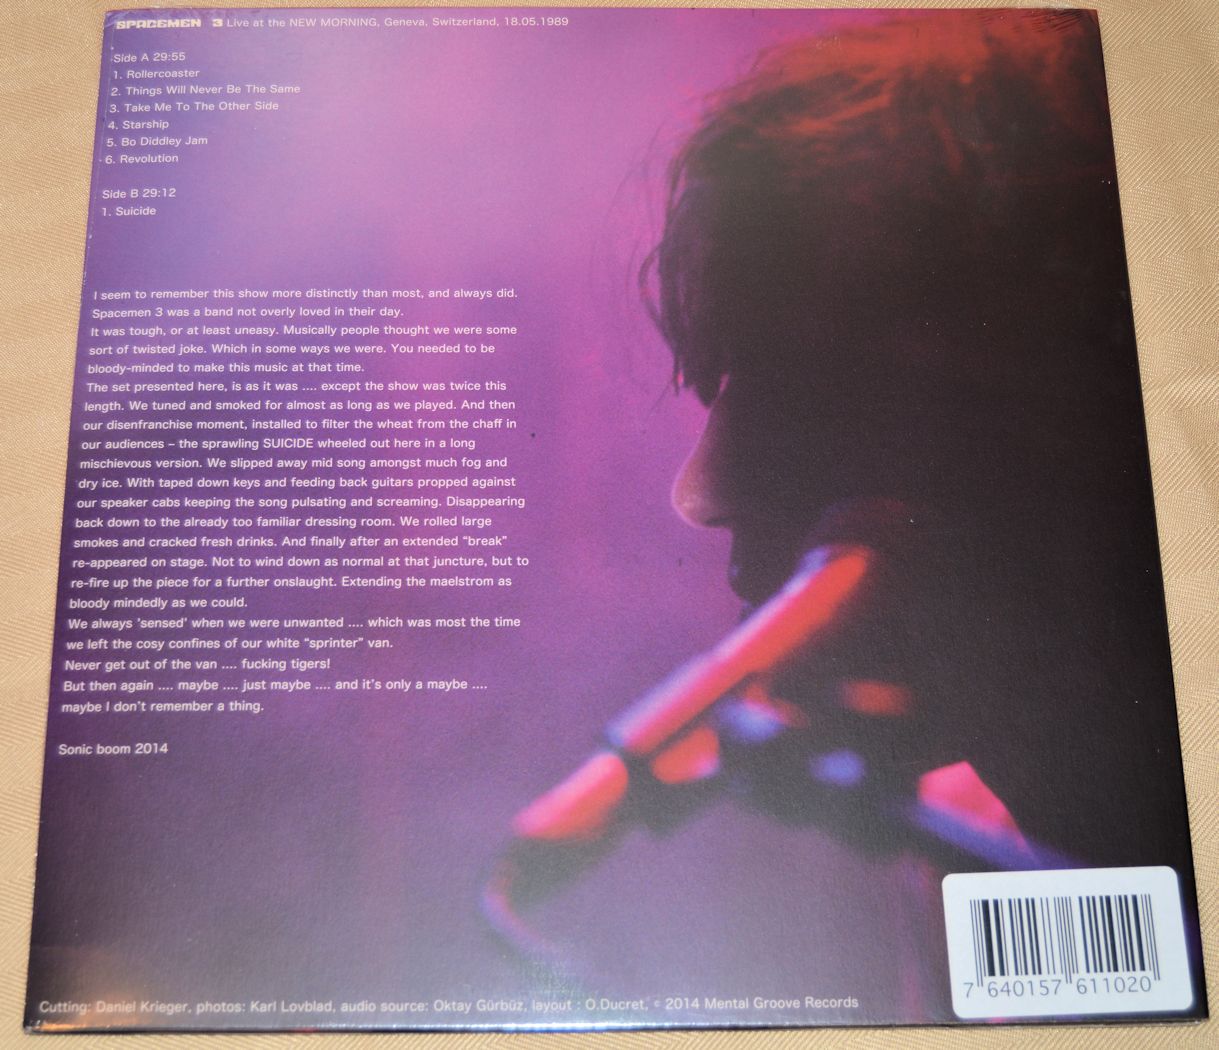 SPACEMEN 3 Live at the NEW MORNING, Geneva, Switzerland, 18.05.1989
Side A 29:55
1. Rollercoaster
2. Things Will Never Be The Same
3. Take Me To The Other Side
4. Starship
5. Bo Diddley Jam
6. Revolution
Side B 29:12
1. Suicide
I seem to remember this show more distinctly than most, and always did.
Spacemen 3 was a band not overly loved in their day.
It was tough, or at least uneasy. Musically people thought we were some
sort of twisted joke. Which in some ways we were. You needed to be
bloody-minded to make this music at that time.
The set presented here, is as it was .... except the show was twice this
length. We tuned and smoked for almost as long as we played. And then
our disenfranchise moment, installed to filter the wheat from the chaff in
our audiences – the sprawling SUICIDE wheeled out here in a long
mischievous version. We slipped away mid song amongst much fog and
dry ice. With taped down keys and feeding back guitars propped against
our speaker cabs keeping the song pulsating and screaming. Disappearing
back down to the already too familiar dressing room. We rolled large
smokes and cracked fresh drinks. And finally after an extended “break”
re-appeared on stage. Not to wind down as normal at that juncture, but to
re-fire up the piece for a further onslaught. Extending the maelstrom as
bloody mindedly as we could.
We always 'sensed' when we were unwanted .... which was most the time
we left the cosy confines of our white “sprinter” van.
Never get out of the van .... fucking tigers!
But then again .... maybe .... just maybe .... and it's only a maybe ....
maybe I don't remember a thing.
Sonic boom 2014
Cutting: Daniel Krieger, photos: Karl Lovblad, audio source: Oktay Gürbüz, layout : O.Ducret, © 2014 Mental Groove Records
7 640157 611020